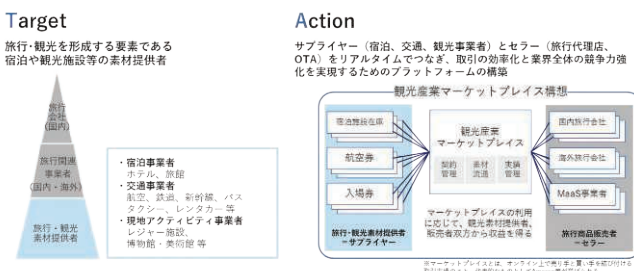 Target
旅行・観光を形成する要素である
宿泊や観光施設等の素材提供者
旅行
会社
(国内)
旅行関連
事業者
(国内・海外)
旅行・観光
素材提供者
・宿泊事業者
ホテル、旅館
・交通事業者
航空、鉄道、新幹線、バス
タクシー、レンタカー 等
・現地アクティビティ事業者
レジャー施設、
博物館・美術館 等
Action
サプライヤー（宿泊、交通、観光事業者）とセラー（旅行代理店、
OTA）をリアルタイムでつなぎ、取引の効率化と業界全体の競争力強
化を実現するためのプラットフォームの構築
観光産業マーケットプレイス構想
宿泊施設在庫
航空券
入場券
旅行・観光素材提供者
＝サプライヤー
観光産業
マーケットプレイス
契約
管理
素材
流通
実績
管理
マーケットプレイスの利用
に応じて、観光素材提供者、
販売者双方から収益を得る
国内旅行会社
海外旅行会社
MaaS事業者
旅行商品販売者
＝セラー
※マーケットプレイスとは、オンライン上で売り手と買い手を結び付ける